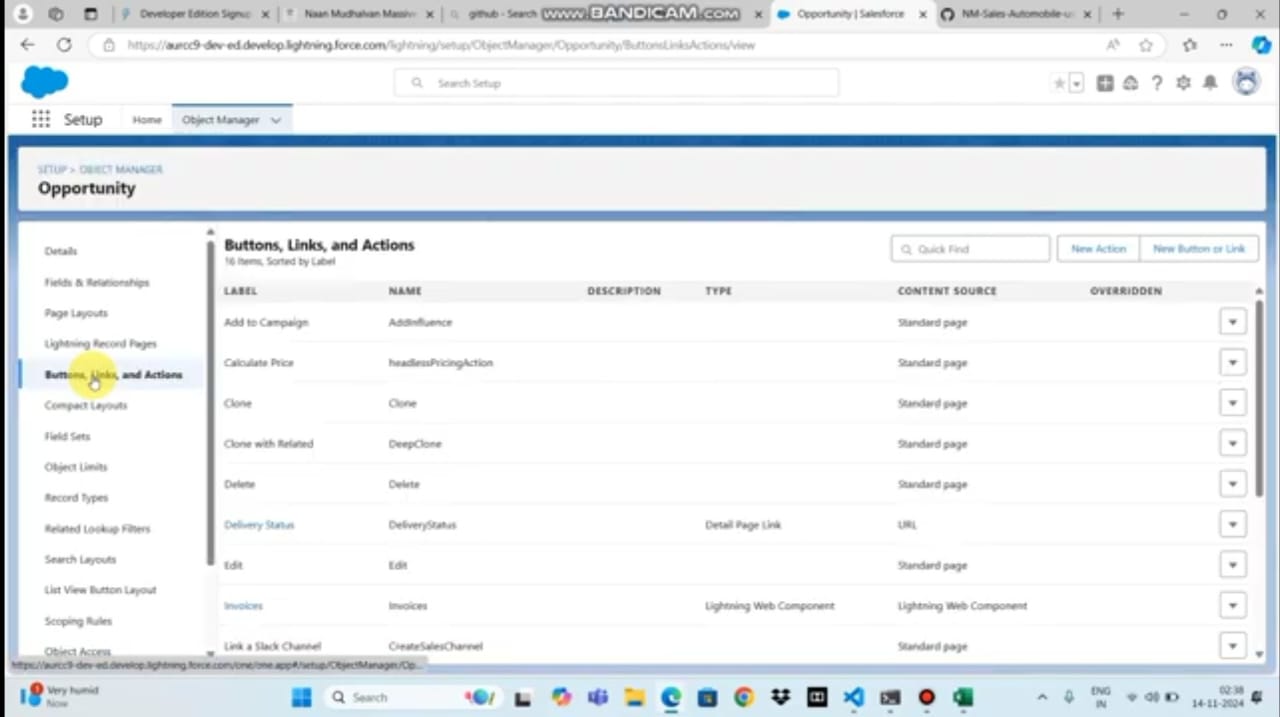 Developer Edition Signup
Naan Mudhalvan Massive
github - Search
WWW.BANDICAM.COM
Opportunity | Salesforce
NM-Sales-Automobile-u
https://aurcc9-dev-ed.develop.lightning.force.com/lightning/setup/ObjectManager/Opportunity/ButtonsLinksActions/view
Search Setup
Setup
Home
Object Manager
SETUP > OBJECT MANAGER
Opportunity
Details
Fields & Relationships
Page Layouts
Lightning Record Pages
Buttons, Links, and Actions
Compact Layouts
Field Sets
Object Limits
Record Types
Related Lookup Filters
Search Layouts
List View Button Layout
Scoping Rules
Object Access
Buttons, Links, and Actions
16 Items, Sorted by Label
Quick Find
New Action
New Button or Link
LABEL NAME DESCRIPTION TYPE CONTENT SOURCE OVERRIDDEN
Add to Campaign AddInfluence Standard page
Calculate Price headlessPricingAction Standard page
Clone Clone Standard page
Clone with Related DeepClone Standard page
Delete Delete Standard page
Delivery Status DeliveryStatus Detail Page Link URL
Edit Edit Standard page
Invoices Invoices Lightning Web Component Lightning Web Component
Link a Slack Channel CreateSalesChannel Standard page
https://aurcc9-dev-ed.develop.lightning.force.com/one/one.app#/setup/ObjectManager/Op...
1
Very humid
Now
Search
ENG
IN
02:38
14-11-2024